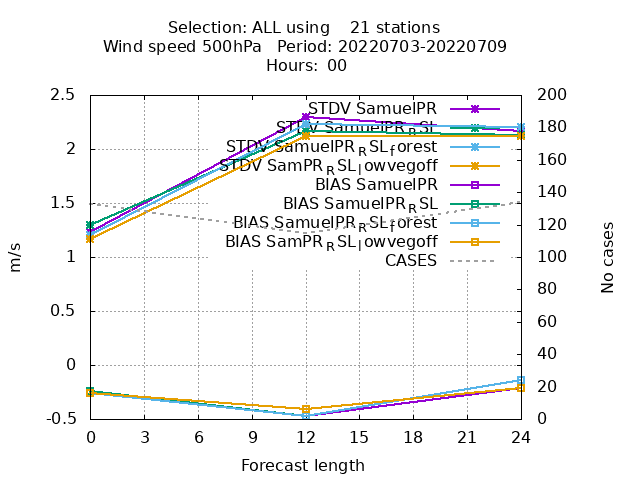 Selection: ALL using 21 stations
Wind speed 500hPa Period: 20220703-20220709
Hours: 00
2.5
2
1.5
1
0.5
0
-0.5
m/s
STDV SamuelPR
STDV SamuelPR_RSL
STDV SamuelPR_RSL_forest
STDV SamPR_RSL_lowvegoff
BIAS SamuelPR
BIAS SamuelPR_RSL
BIAS SamuelPR_RSL_forest
BIAS SamPR_RSL_lowvegoff
CASES
200
180
160
140
120
100
80
60
40
20
0
No cases
0 3 6 9 12 15 18 21 24
Forecast length